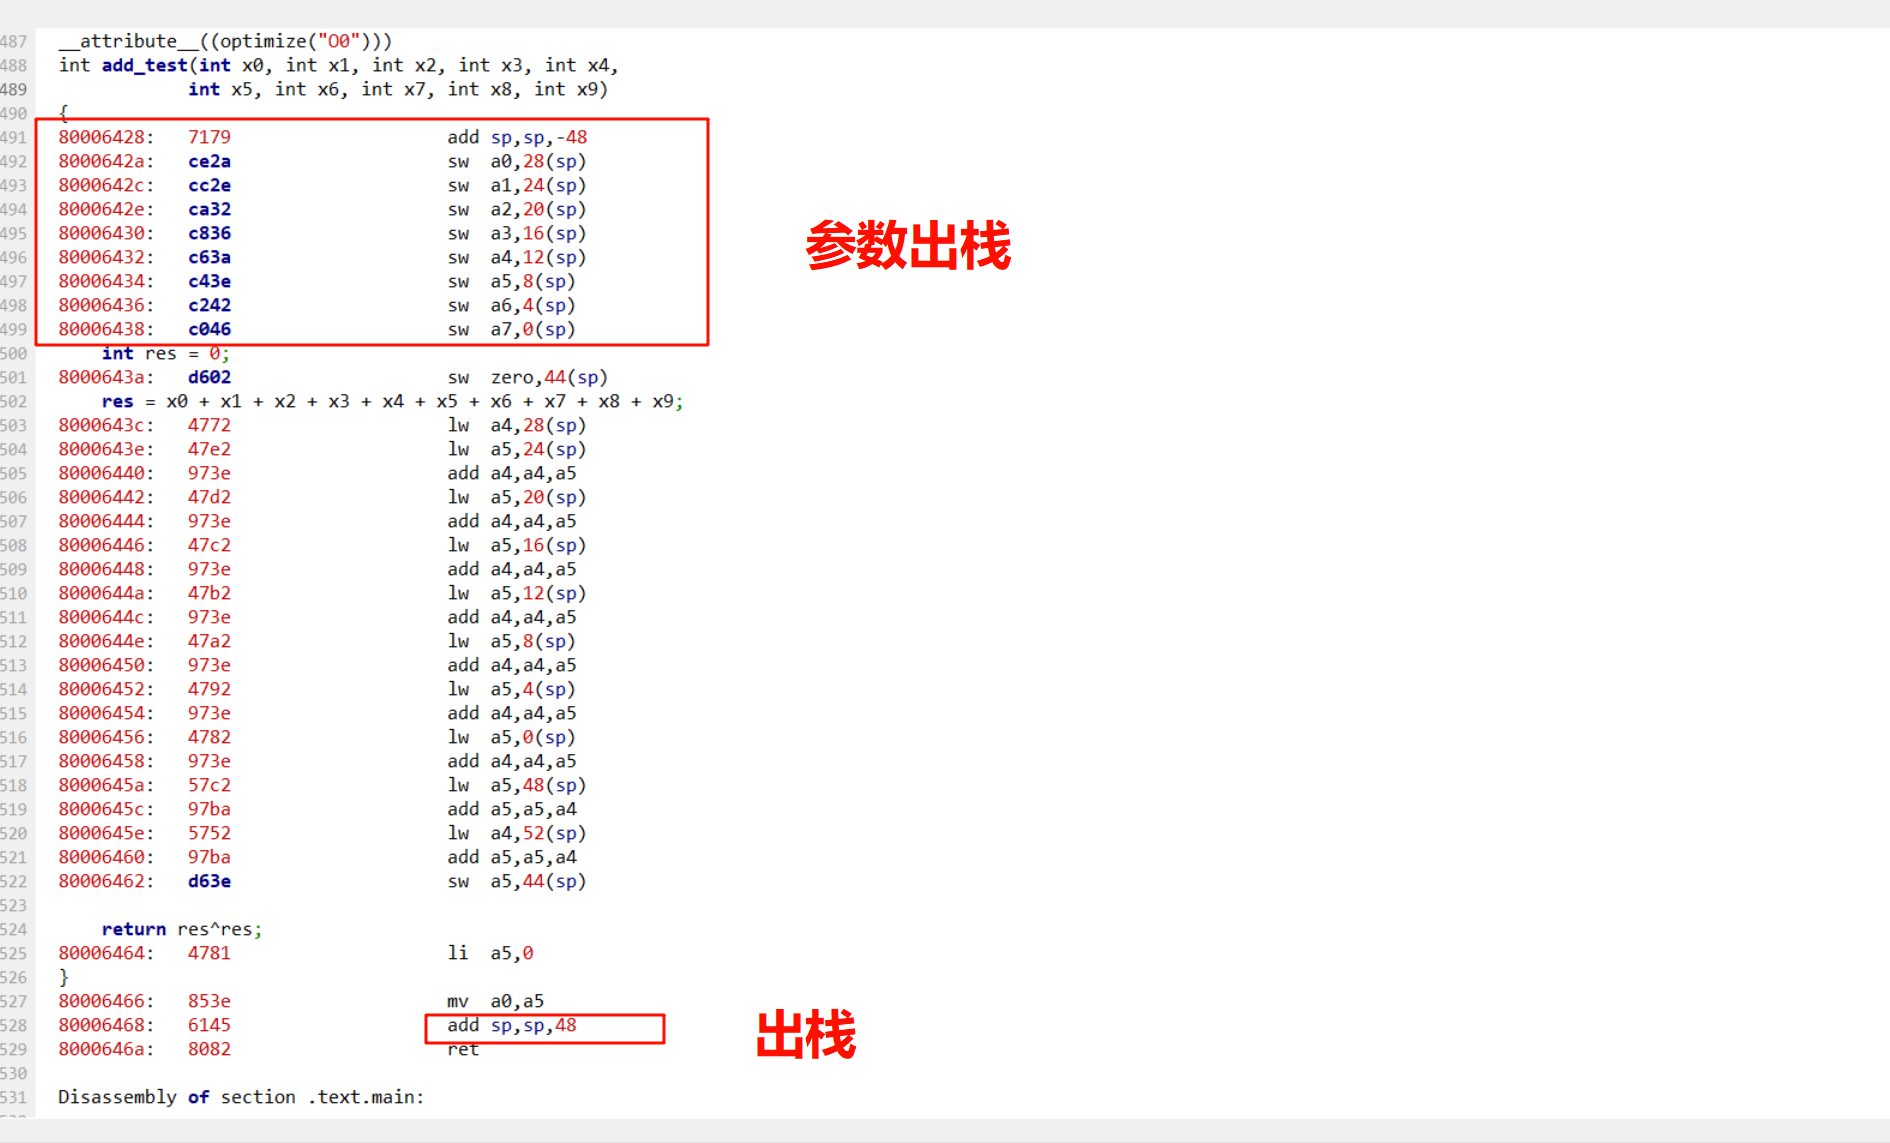 487 __attribute__((optimize("O0")))
488 int add_test(int x0, int x1, int x2, int x3, int x4,
489 int x5, int x6, int x7, int x8, int x9)
490 {
491 80006428: 7179 add sp,sp,-48
492 8000642a: ce2a sw a0,28(sp)
493 8000642c: cc2e sw a1,24(sp)
494 8000642e: ca32 sw a2,20(sp)
495 80006430: c836 sw a3,16(sp)
参数出栈
496 80006432: c63a sw a4,12(sp)
497 80006434: c43e sw a5,8(sp)
498 80006436: c242 sw a6,4(sp)
499 80006438: c046 sw a7,0(sp)
500 int res = 0;
501 8000643a: d602 sw zero,44(sp)
502 res = x0 + x1 + x2 + x3 + x4 + x5 + x6 + x7 + x8 + x9;
503 8000643c: 4772 lw a4,28(sp)
504 8000643e: 47e2 lw a5,24(sp)
505 80006440: 973e add a4,a4,a5
506 80006442: 47d2 lw a5,20(sp)
507 80006444: 973e add a4,a4,a5
508 80006446: 47c2 lw a5,16(sp)
509 80006448: 973e add a4,a4,a5
510 8000644a: 47b2 lw a5,12(sp)
511 8000644c: 973e add a4,a4,a5
512 8000644e: 47a2 lw a5,8(sp)
513 80006450: 973e add a4,a4,a5
514 80006452: 4792 lw a5,4(sp)
515 80006454: 973e add a4,a4,a5
516 80006456: 4782 lw a5,0(sp)
517 80006458: 973e add a4,a4,a5
518 8000645a: 57c2 lw a5,48(sp)
519 8000645c: 97ba add a5,a5,a4
520 8000645e: 5752 lw a4,52(sp)
521 80006460: 97ba add a5,a5,a4
522 80006462: d63e sw a5,44(sp)
523
524 return res^res;
525 80006464: 4781 li a5,0
526 }
527 80006466: 853e mv a0,a5
528 80006468: 6145 add sp,sp,48
出栈
529 8000646a: 8082 ret
530
531 Disassembly of section .text.main: